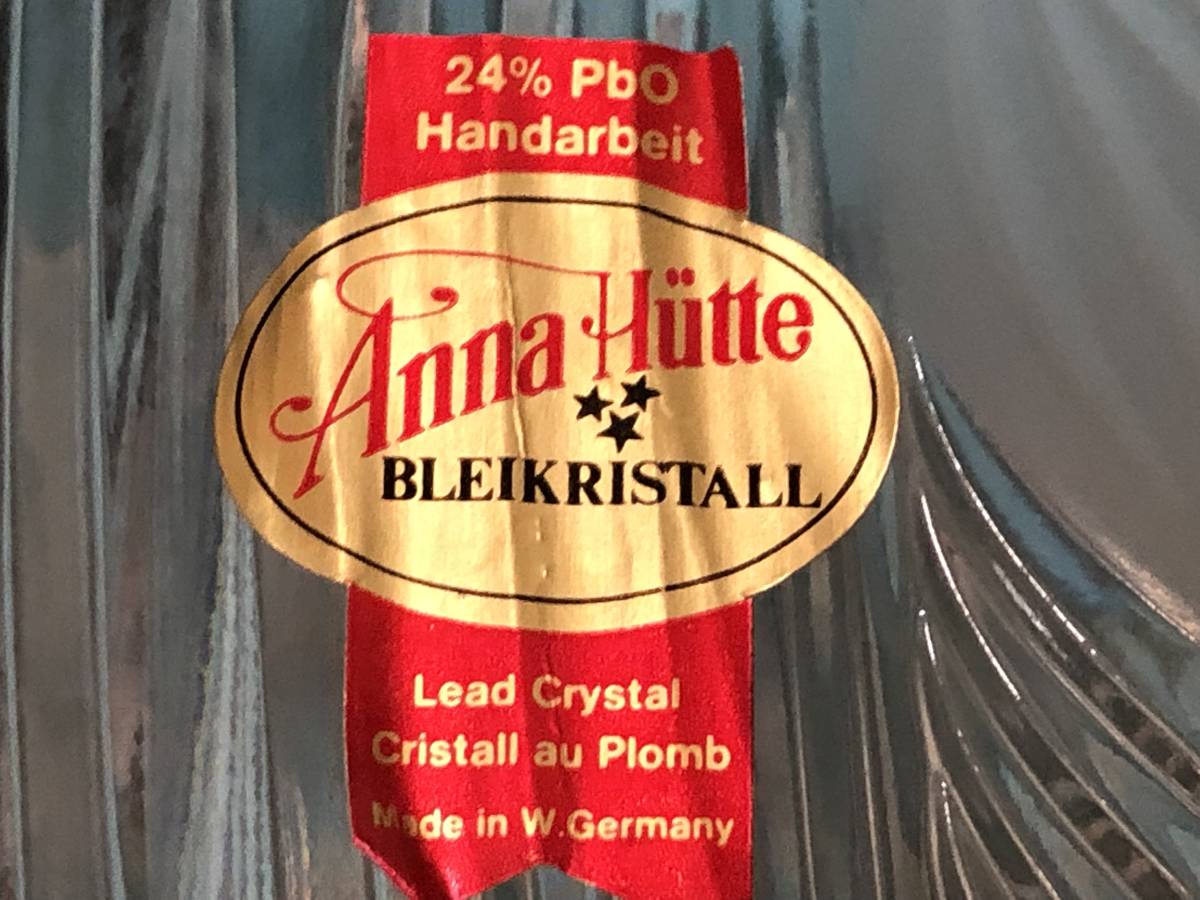 24% PbO
Handarbeit
Anna Hütte
BLEIKRISTALL
Lead Crystal
Cristall au Plomb
Made in W.Germany